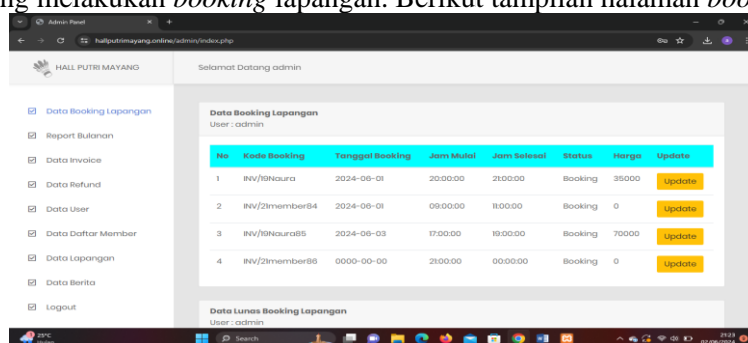 ng melakukan booking lapangan. Berikut tampilan halaman boo
Admin Panel
hallputrimayang.online/admin/index.php
HALL PUTRI MAYANG
Selamat Datang admin
Data Booking Lapangan
Report Bulanan
Data Invoice
Data Refund
Data User
Data Daftar Member
Data Lapangan
Data Berita
Logout
Data Booking Lapangan
User : admin
No Kode Booking Tanggal Booking Jam Mulai Jam Selesai Status Harga Update
1 INV/19Naura 2024-06-01 20:00:00 21:00:00 Booking 35000 Update
2 INV/21member84 2024-06-01 09:00:00 11:00:00 Booking 0 Update
3 INV/19Naura85 2024-06-03 17:00:00 19:00:00 Booking 70000 Update
4 INV/21member86 0000-00-00 21:00:00 00:00:00 Booking 0 Update
Data Lunas Booking Lapangan
User : admin
25°C
Search
21:23
02/06/2024